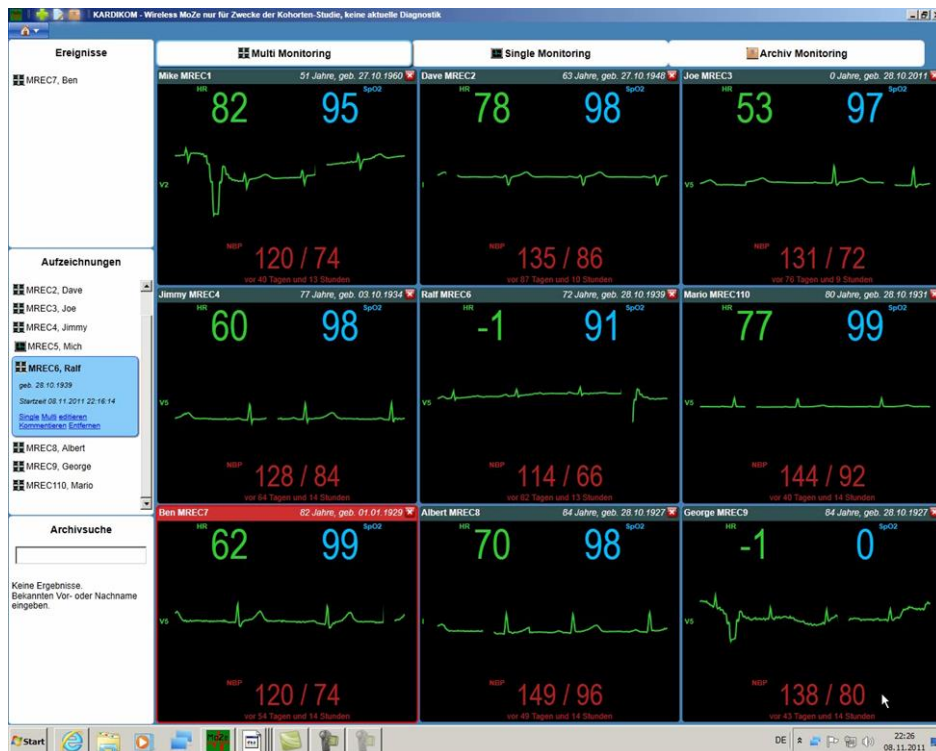 KARDIKOM - Wireless MoZe nur für Zwecke der Kohorten-Studie, keine aktuelle Diagnostik
Ereignisse
MREC7, Ben
Multi Monitoring
Single Monitoring
Archiv Monitoring
Mike MREC1 51 Jahre, geb. 27.10.1960
HR SpO2
82 95
V2
NBP
120 / 74
vor 49 Tagen und 13 Stunden
Dave MREC2 63 Jahre, geb. 27.10.1948
78 98
I
NBP
135 / 86
vor 87 Tagen und 10 Stunden
Joe MREC3 0 Jahre, geb. 28.10.2011
HR SpO2
53 97
V5
NBP
131 / 72
vor 76 Tagen und 9 Stunden
Aufzeichnungen
MREC2, Dave
MREC3, Joe
MREC4, Jimmy
MREC5, Mich
MREC6, Ralf
geb. 28.10.1939
Startzeit 08.11.2011 22:16:14
Single Multi editieren
Kommentieren Entfernen
MREC8, Albert
MREC9, George
MREC110, Mario
Jimmy MREC4 77 Jahre, geb. 03.10.1934
HR SpO2
60 98
V5
NBP
128 / 84
vor 64 Tagen und 14 Stunden
Ralf MREC6 72 Jahre, geb. 28.10.1939
HR SpO2
-1 91
V5
NBP
114 / 66
vor 62 Tagen und 13 Stunden
Mario MREC110 80 Jahre, geb. 28.10.1931
HR SpO2
77 99
V5
NBP
144 / 92
vor 40 Tagen und 14 Stunden
Archivsuche
Keine Ergebnisse.
Bekannten Vor- oder Nachname
eingeben.
Ben MREC7 82 Jahre, geb. 01.01.1929
HR SpO2
62 99
V5
NBP
120 / 74
vor 54 Tagen und 14 Stunden
Albert MREC8 84 Jahre, geb. 28.10.1927
HR SpO2
70 98
I
NBP
149 / 96
vor 49 Tagen und 14 Stunden
George MREC9 84 Jahre, geb. 28.10.1927
HR SpO2
-1 0
V5
NBP
138 / 80
vor 43 Tagen und 14 Stunden
Start
MoZe
DE
22:26
08.11.2011